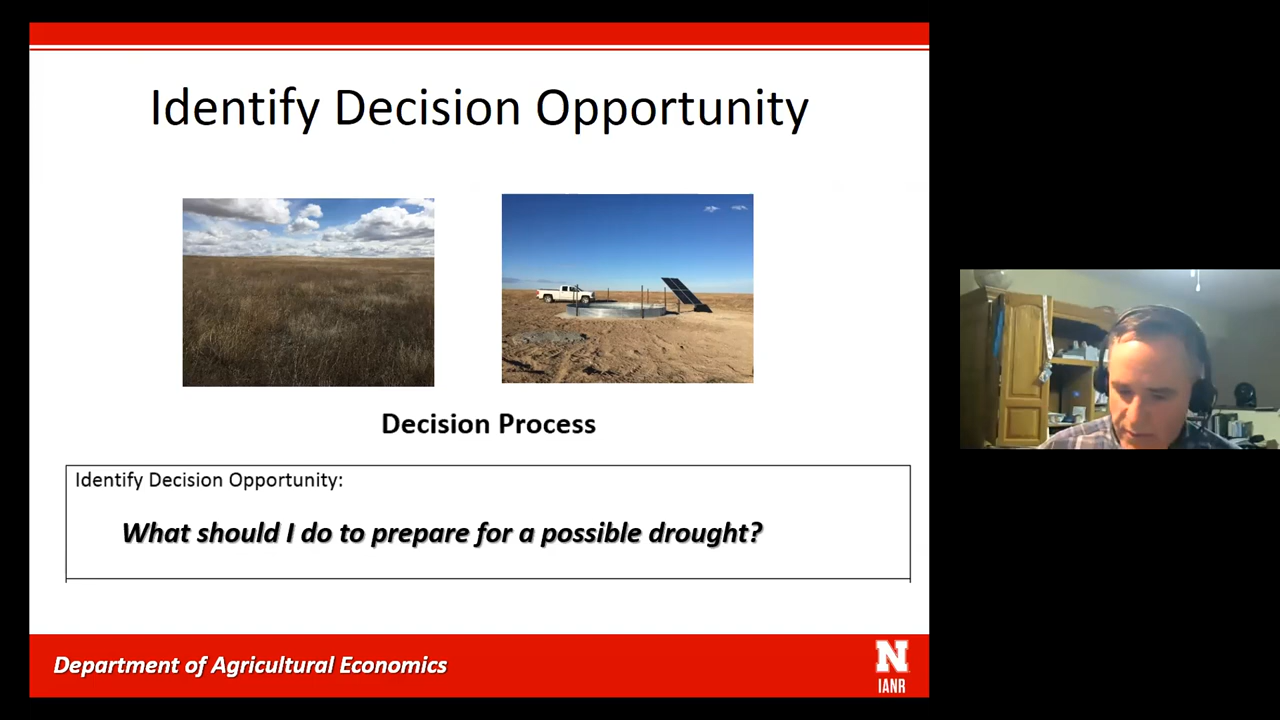 Identify Decision Opportunity
Decision Process
Identify Decision Opportunity:
What should I do to prepare for a possible drought?
Department of Agricultural Economics
N
IANR